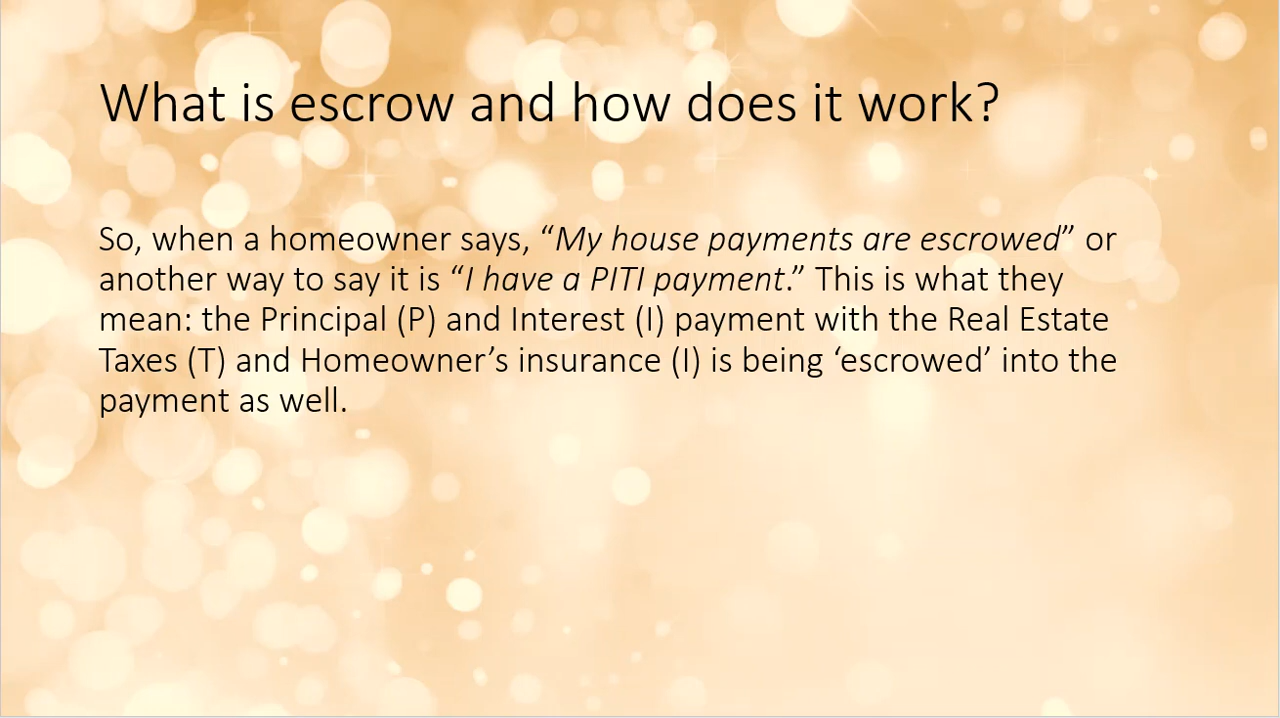 What is escrow and how does it work?
So, when a homeowner says, “My house payments are escrowed” or
another way to say it is “I have a PITI payment.” This is what they
mean: the Principal (P) and Interest (I) payment with the Real Estate
Taxes (T) and Homeowner’s insurance (I) is being ‘escrowed’ into the
payment as well.